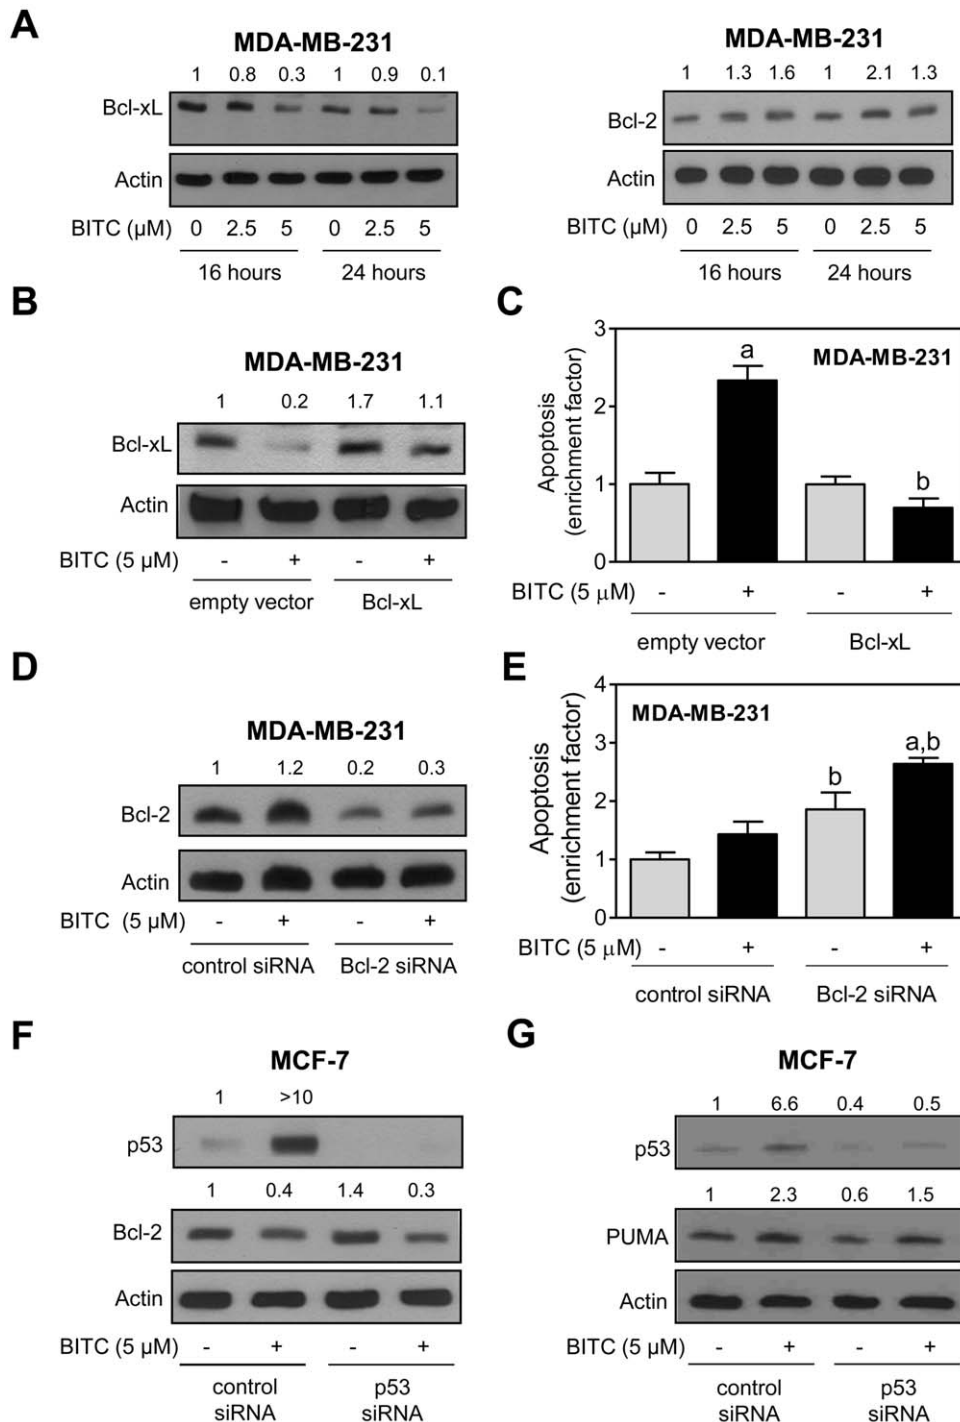 A
MDA-MB-231
1 0.8 0.3 1 0.9 0.1
Bcl-xL
Actin
BITC (µM) 0 2.5 5 0 2.5 5
16 hours 24 hours
MDA-MB-231
1 1.3 1.6 1 2.1 1.3
Bcl-2
Actin
BITC (µM) 0 2.5 5 0 2.5 5
16 hours 24 hours
B
MDA-MB-231
1 0.2 1.7 1.1
Bcl-xL
Actin
BITC (5 µM) - + - +
empty vector Bcl-xL
C
MDA-MB-231
Apoptosis
(enrichment factor)
3
2
1
0
a
b
BITC (5 µM) - + - +
empty vector Bcl-xL
D
MDA-MB-231
1 1.2 0.2 0.3
Bcl-2
Actin
BITC (5 µM) - + - +
control siRNA Bcl-2 siRNA
E
MDA-MB-231
Apoptosis
(enrichment factor)
4
3
2
1
0
b
a,b
BITC (5 µM) - + - +
control siRNA Bcl-2 siRNA
F
MCF-7
1 >10
p53
1 0.4 1.4 0.3
Bcl-2
Actin
BITC (5 µM) - + - +
control p53
siRNA siRNA
G
MCF-7
1 6.6 0.4 0.5
p53
1 2.3 0.6 1.5
PUMA
Actin
BITC (5 µM) - + - +
control p53
siRNA siRNA